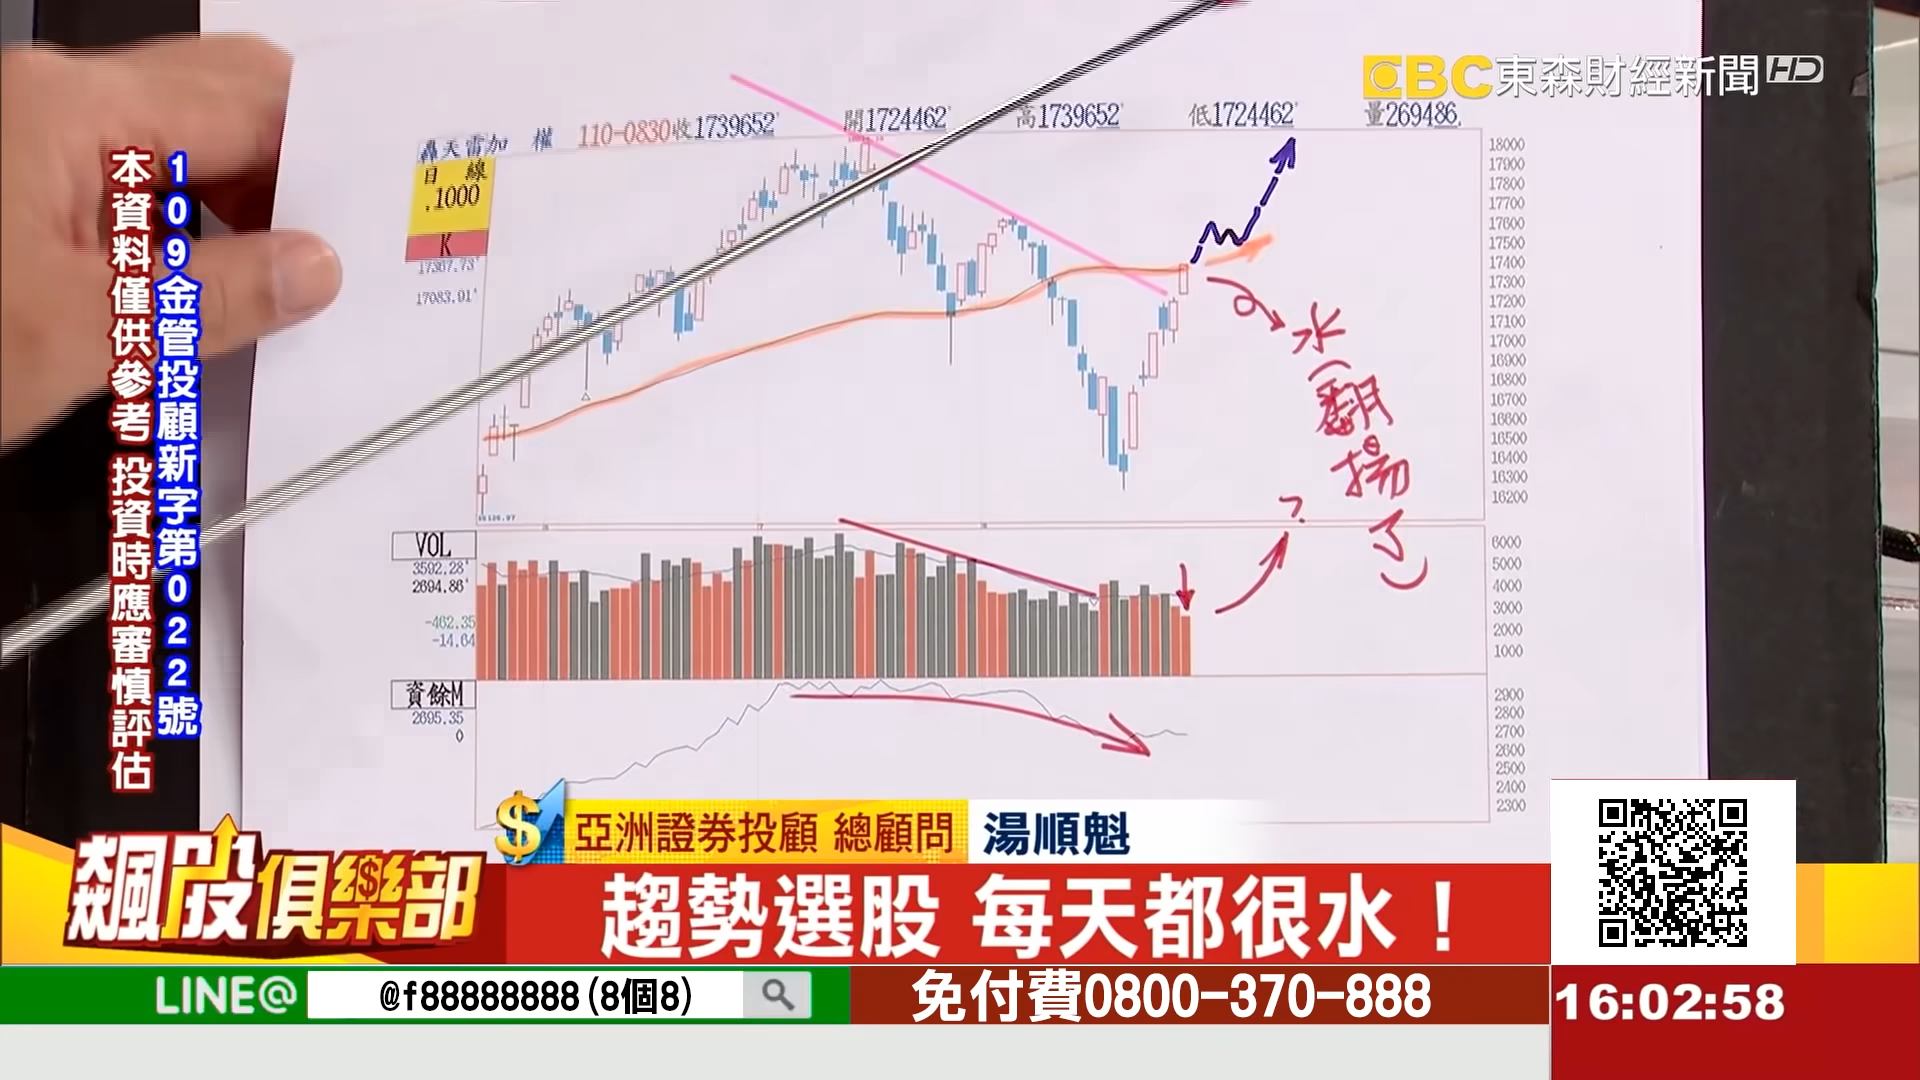 EBC東森財經新聞HD
轟天雷加 權 110-0830收1739652' 開1724462' 高1739652' 低1724462' 量269486.
日 線
.1000
K
17367.73'
17083.01'
18000
17900
17800
17700
17600
17500
17400
17300
17200
17100
17000
16900
16800
16700
16600
16500
16400
16300
16200
水
(翻揚了)
?
VOL
3592.28'
2694.86'
-462.35
-14.64
6000
5000
4000
3000
2000
1000
資餘M
2695.35
0
2900
2800
2700
2600
2500
2400
2300
109金管投顧新字第022號
本資料僅供參考 投資時應審慎評估
飆股俱樂部
亞洲證券投顧 總顧問 湯順魁
趨勢選股 每天都很水！
LINE@ @f88888888(8個8)
免付費0800-370-888
16:02:58